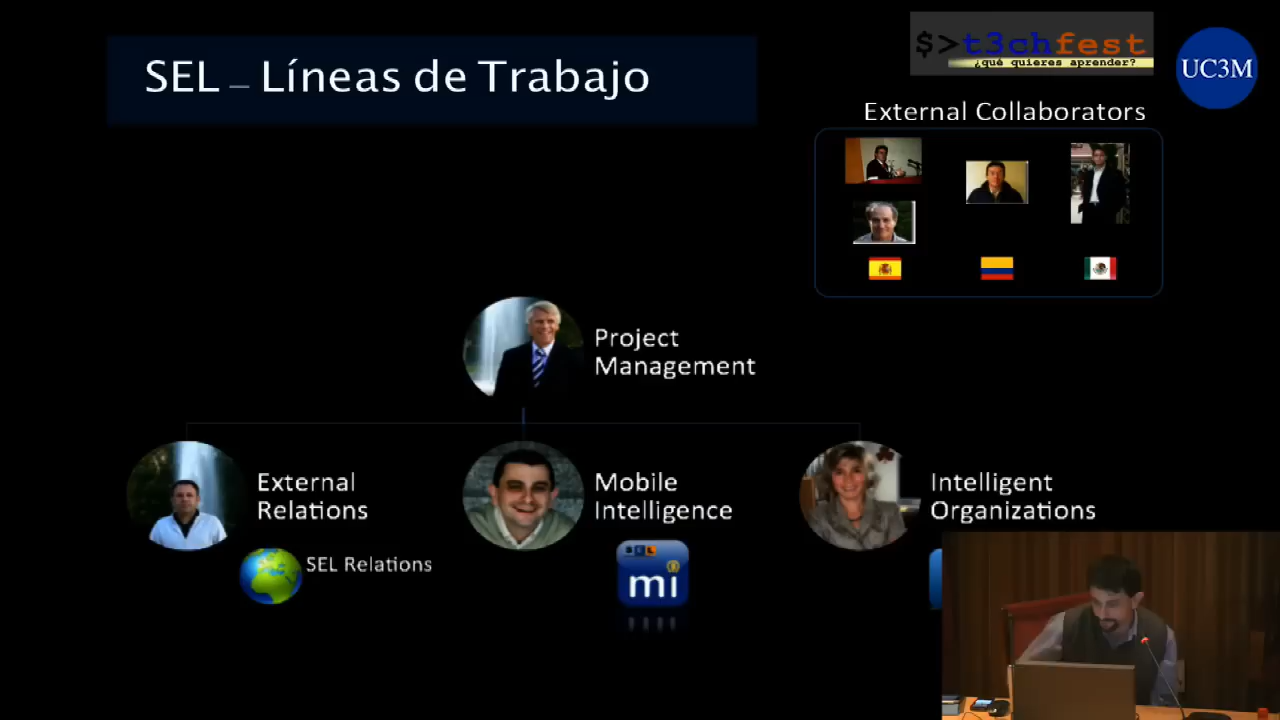 SEL – Líneas de Trabajo
$>t3chfest
¿qué quieres aprender?
UC3M
External Collaborators
Project
Management
External
Relations
SEL Relations
Mobile
Intelligence
SEL
mi
Intelligent
Organizations